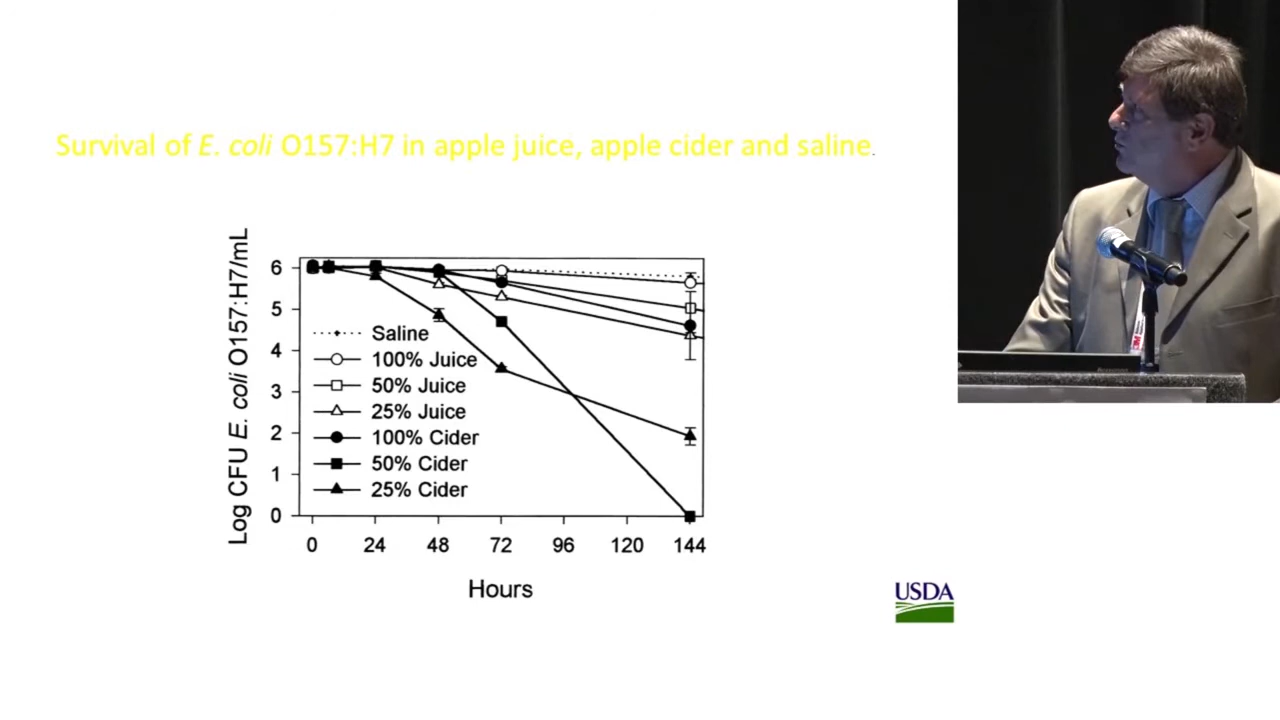 Survival of E. coli O157:H7 in apple juice, apple cider and saline.
Log CFU E. coli O157:H7/mL
6
5
4
3
2
1
0
Saline
100% Juice
50% Juice
25% Juice
100% Cider
50% Cider
25% Cider
0 24 48 72 96 120 144
Hours
USDA